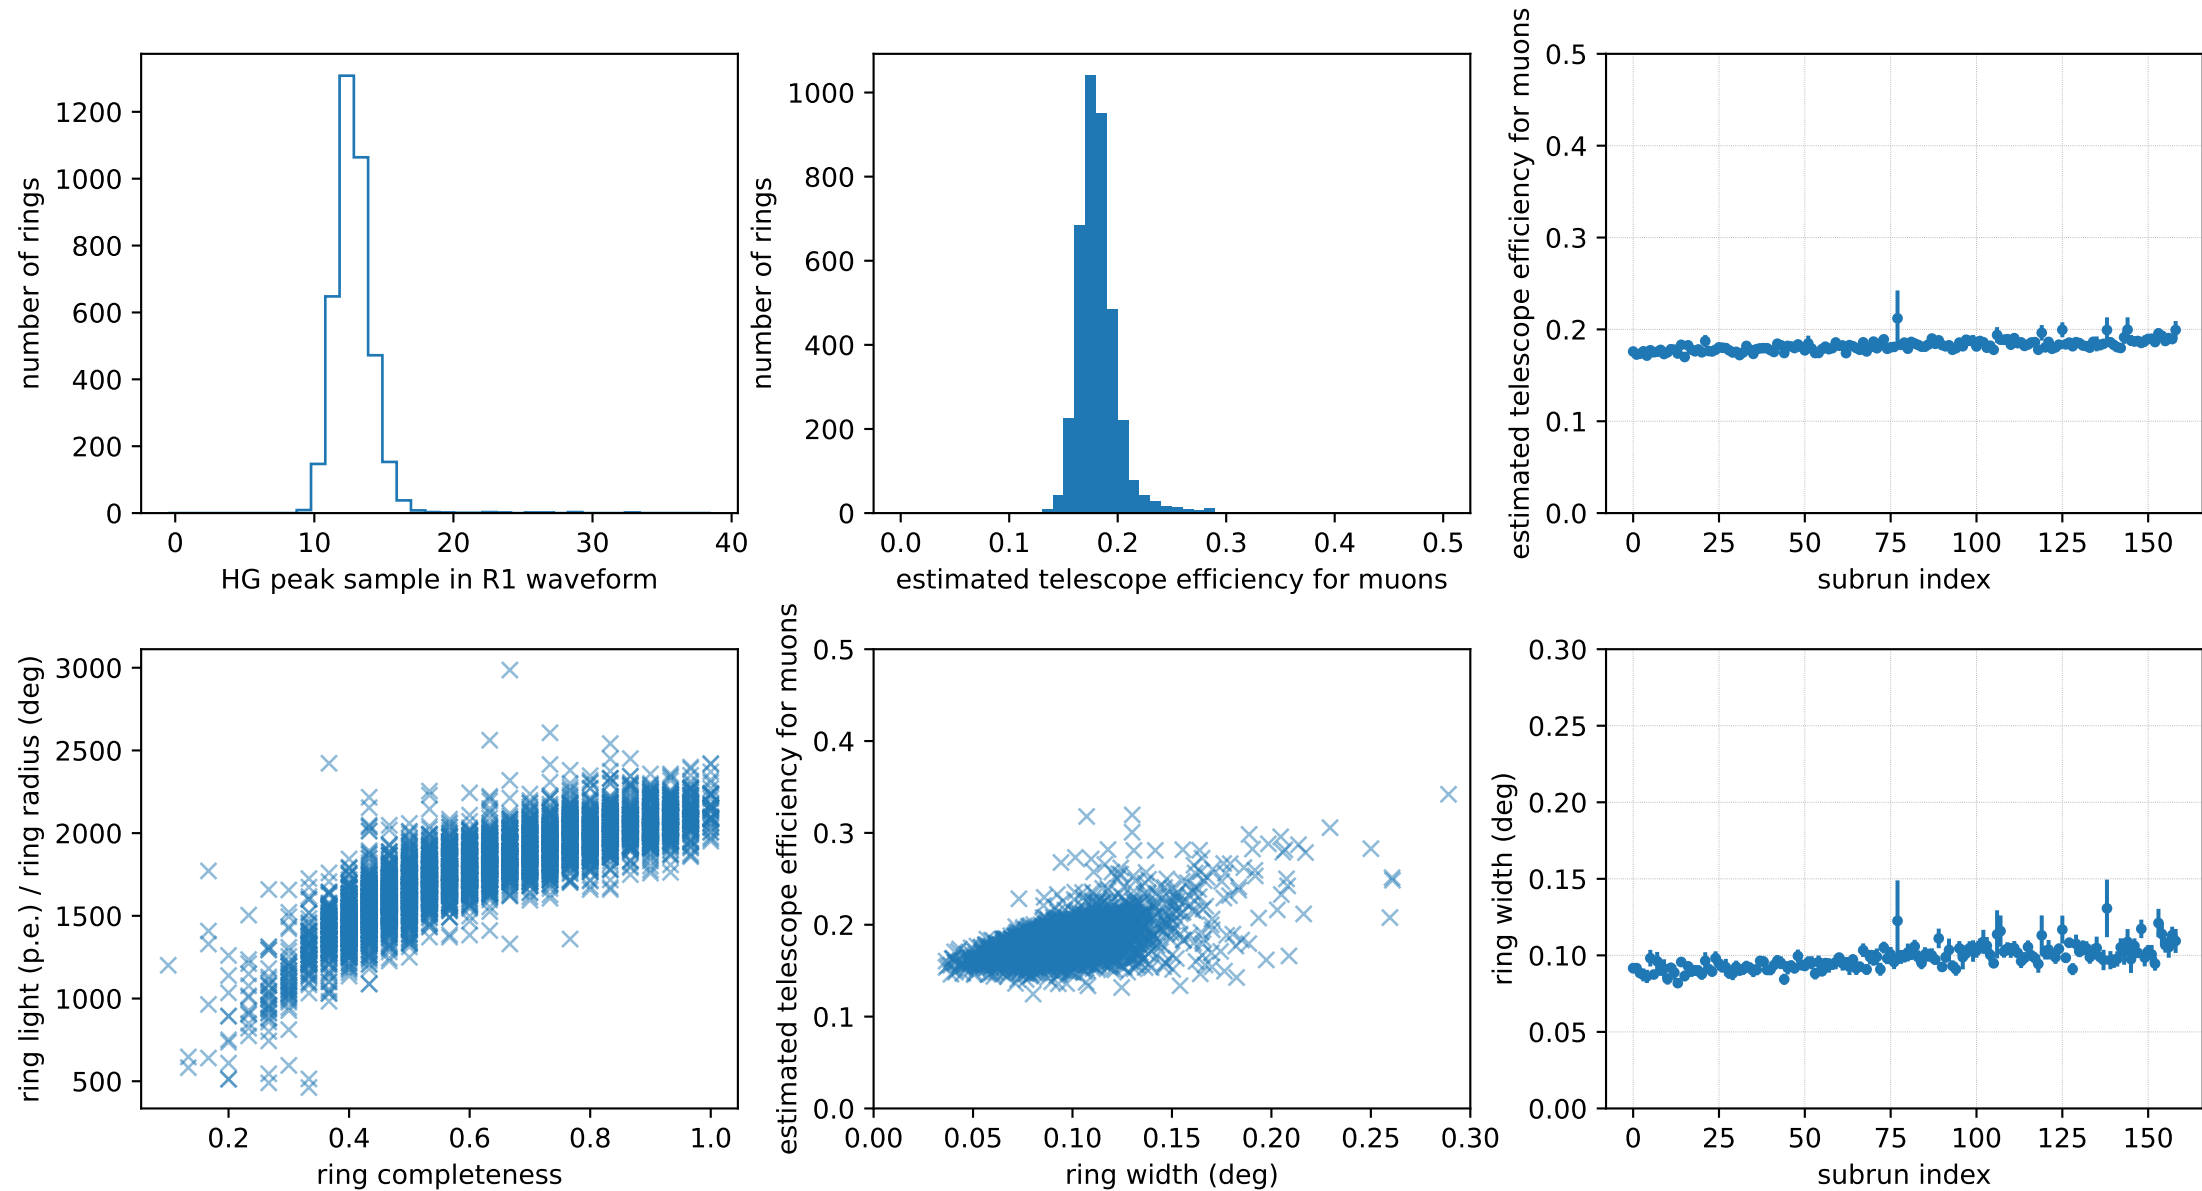 number of rings
1200
1000
800
600
400
200
0
0 10 20 30 40
HG peak sample in R1 waveform
number of rings
1000
800
600
400
200
0
0.0 0.1 0.2 0.3 0.4 0.5
estimated telescope efficiency for muons
estimated telescope efficiency for muons
0.5
0.4
0.3
0.2
0.1
0.0
0 25 50 75 100 125 150
subrun index
ring light (p.e.) / ring radius (deg)
3000
2500
2000
1500
1000
500
0.2 0.4 0.6 0.8 1.0
ring completeness
estimated telescope efficiency for muons
0.5
0.4
0.3
0.2
0.1
0.0
0.00 0.05 0.10 0.15 0.20 0.25 0.30
ring width (deg)
ring width (deg)
0.30
0.25
0.20
0.15
0.10
0.05
0.00
0 25 50 75 100 125 150
subrun index